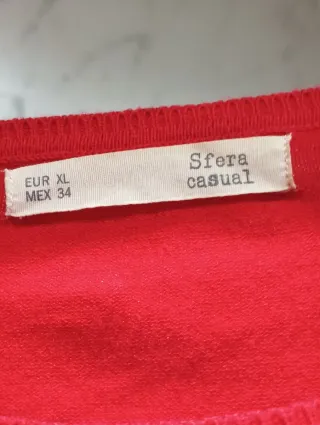 EUR XL
MEX 34
Sfera
casual